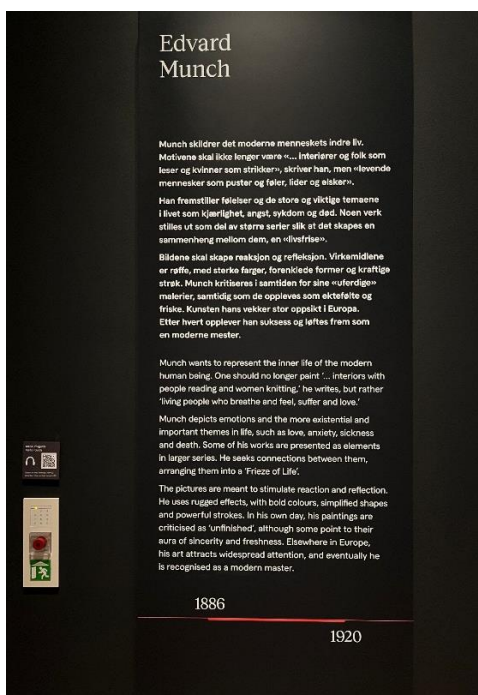 Edvard
Munch
Munch skildrer det moderne menneskets indre liv.
Motivene skal ikke lenger være «... interiører og folk som
leser og kvinner som strikker», skriver han, men «levende
mennesker som puster og føler, lider og elsker».
Han fremstiller følelser og de store og viktige temaene
i livet som kjærlighet, angst, sykdom og død. Noen verk
stilles ut som del av større serier slik at det skapes en
sammenheng mellom dem, en «livsfrise».
Bildene skal skape reaksjon og refleksjon. Virkemidlene
er røffe, med sterke farger, forenklede former og kraftige
strøk. Munch kritiseres i samtiden for sine «uferdige»
malerier, samtidig som de oppleves som ektefølte og
friske. Kunsten hans vekker stor oppsikt i Europa.
Etter hvert opplever han suksess og løftes frem som
en moderne mester.
Munch wants to represent the inner life of the modern
human being. One should no longer paint '... interiors with
people reading and women knitting,' he writes, but rather
'living people who breathe and feel, suffer and love.'
Munch depicts emotions and the more existential and
important themes in life, such as love, anxiety, sickness
and death. Some of his works are presented as elements
in larger series. He seeks connections between them,
arranging them into a 'Frieze of Life'.
The pictures are meant to stimulate reaction and reflection.
He uses rugged effects, with bold colours, simplified shapes
and powerful strokes. In his own day, his paintings are
criticised as 'unfinished', although some point to their
aura of sincerity and freshness. Elsewhere in Europe,
his art attracts widespread attention, and eventually he
is recognised as a modern master.
1886
1920